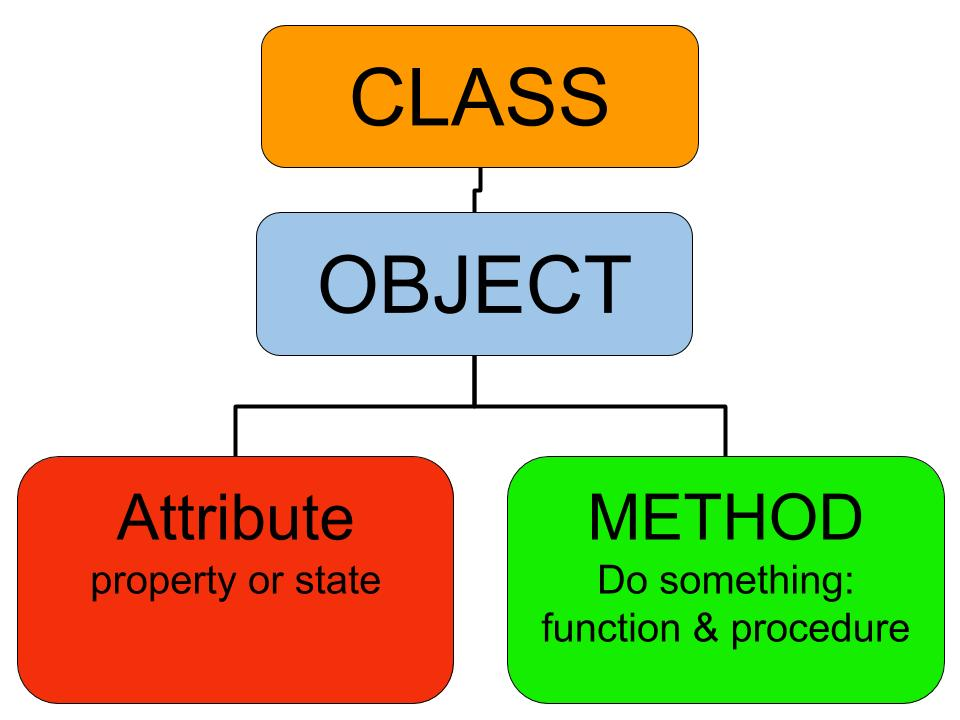 CLASS
OBJECT
Attribute
property or state
METHOD
Do something:
function & procedure